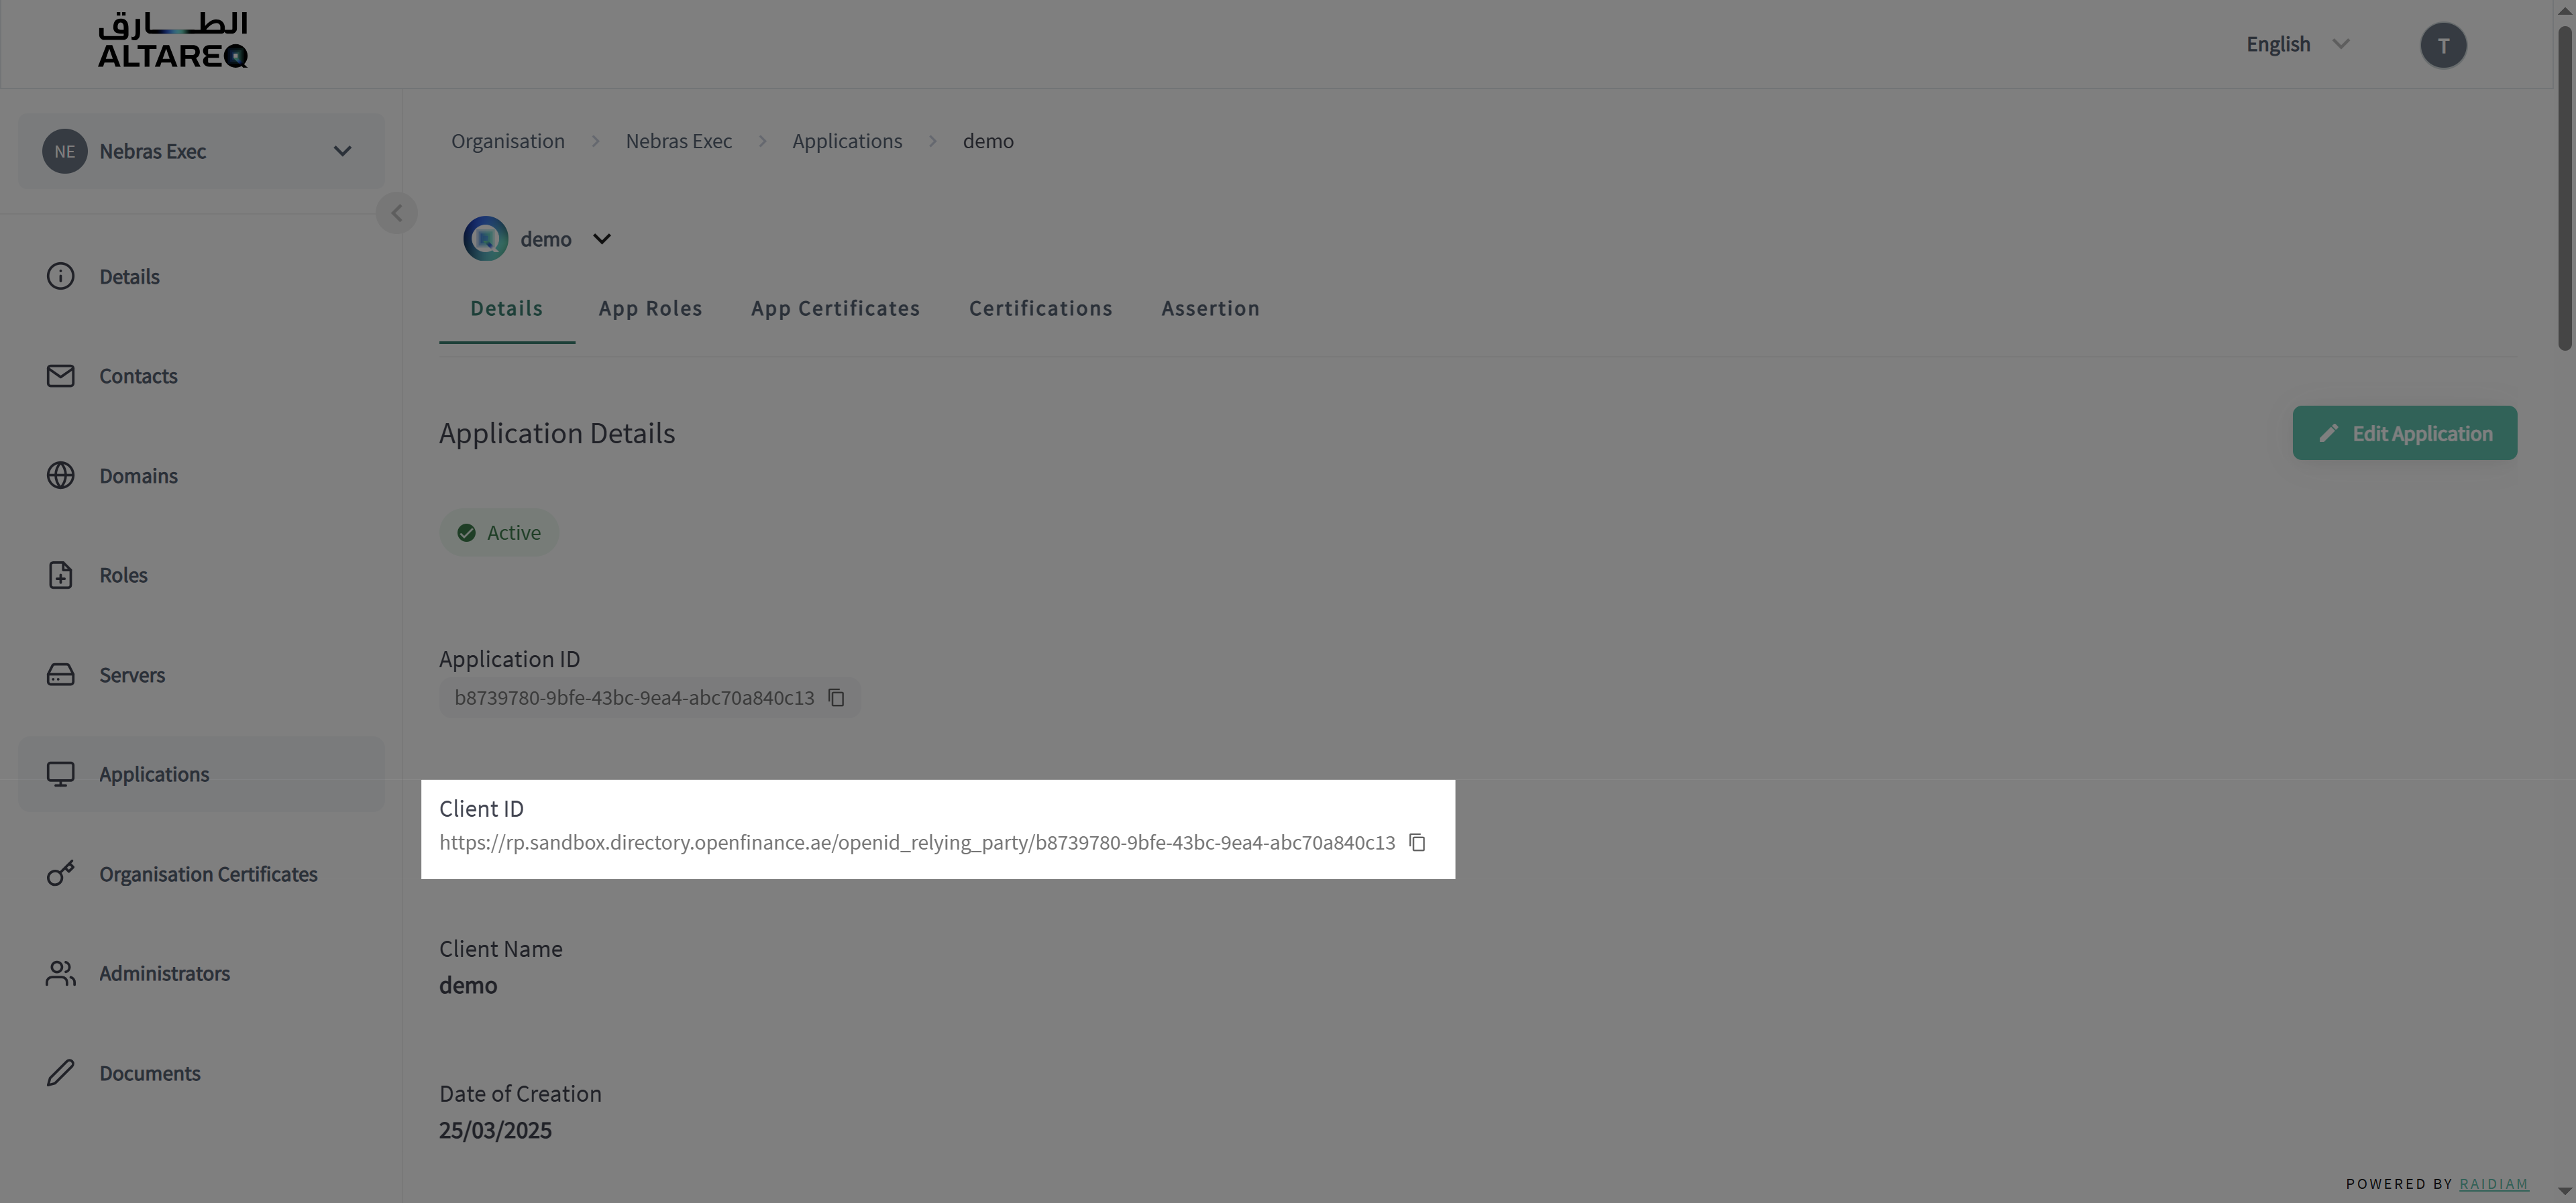 الطارق
ALTAREQ
English
T
NE
Nebras Exec
Organisation
Nebras Exec
Applications
demo
demo
Details
App Roles
App Certificates
Certifications
Assertion
Details
Contacts
Domains
Roles
Servers
Applications
Organisation Certificates
Administrators
Documents
Application Details
Edit Application
Active
Application ID
b8739780-9bfe-43bc-9ea4-abc70a840c13
Client ID
https://rp.sandbox.directory.openfinance.ae/openid_relying_party/b8739780-9bfe-43bc-9ea4-abc70a840c13
Client Name
demo
Date of Creation
25/03/2025
POWERED BY RAIDIAM